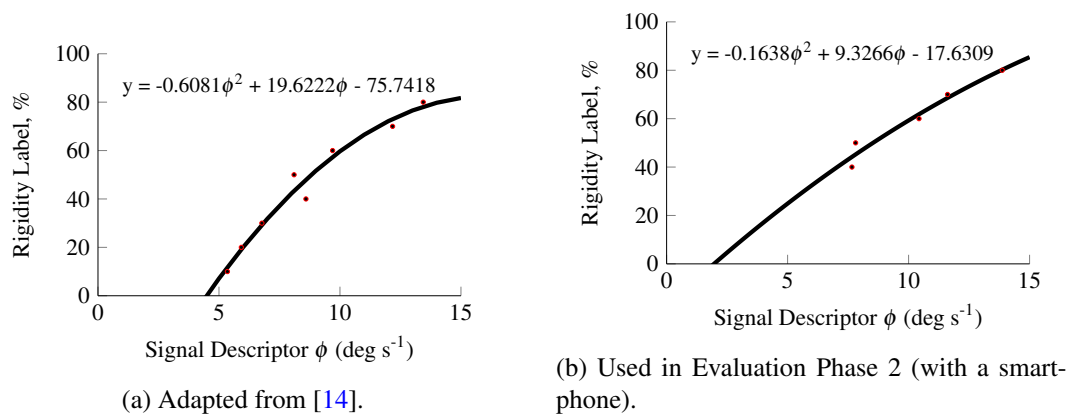 y = -0.6081ϕ² + 19.6222ϕ - 75.7418
Rigidity Label, %
100
80
60
40
20
0
0 5 10 15
Signal Descriptor ϕ (deg s⁻¹)
(a) Adapted from [14].
y = -0.1638ϕ² + 9.3266ϕ - 17.6309
Rigidity Label, %
100
80
60
40
20
0
0 5 10 15
Signal Descriptor ϕ (deg s⁻¹)
(b) Used in Evaluation Phase 2 (with a smart-
phone).